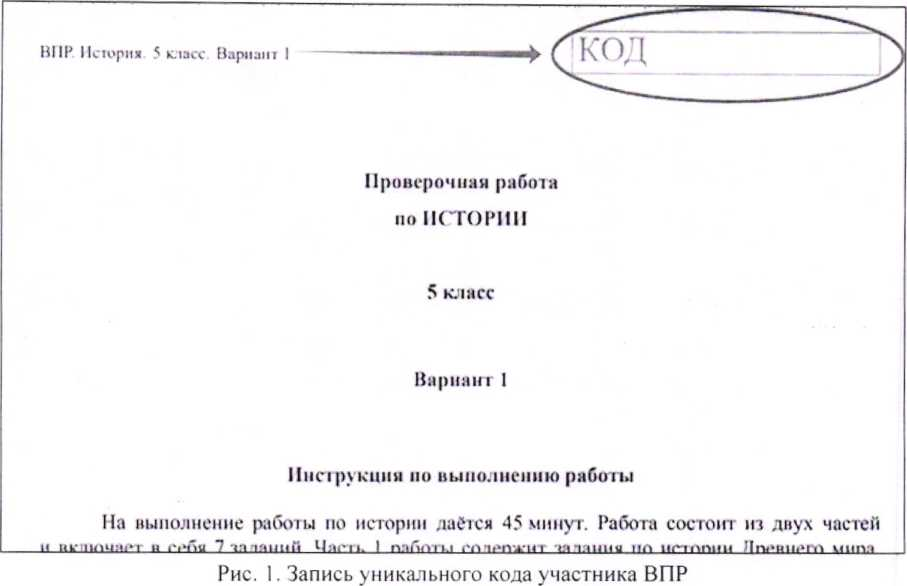 ВПР. История. 5 класс. Вариант 1
КОД
Проверочная работа
по ИСТОРИИ
5 класс
Вариант 1
Инструкция по выполнению работы
На выполнение работы по истории даётся 45 минут. Работа состоит из двух частей
и включает в себя 7 заданий. Часть 1 работы содержит задания по истории Древнего мира,
Рис. 1. Запись уникального кода участника ВПР